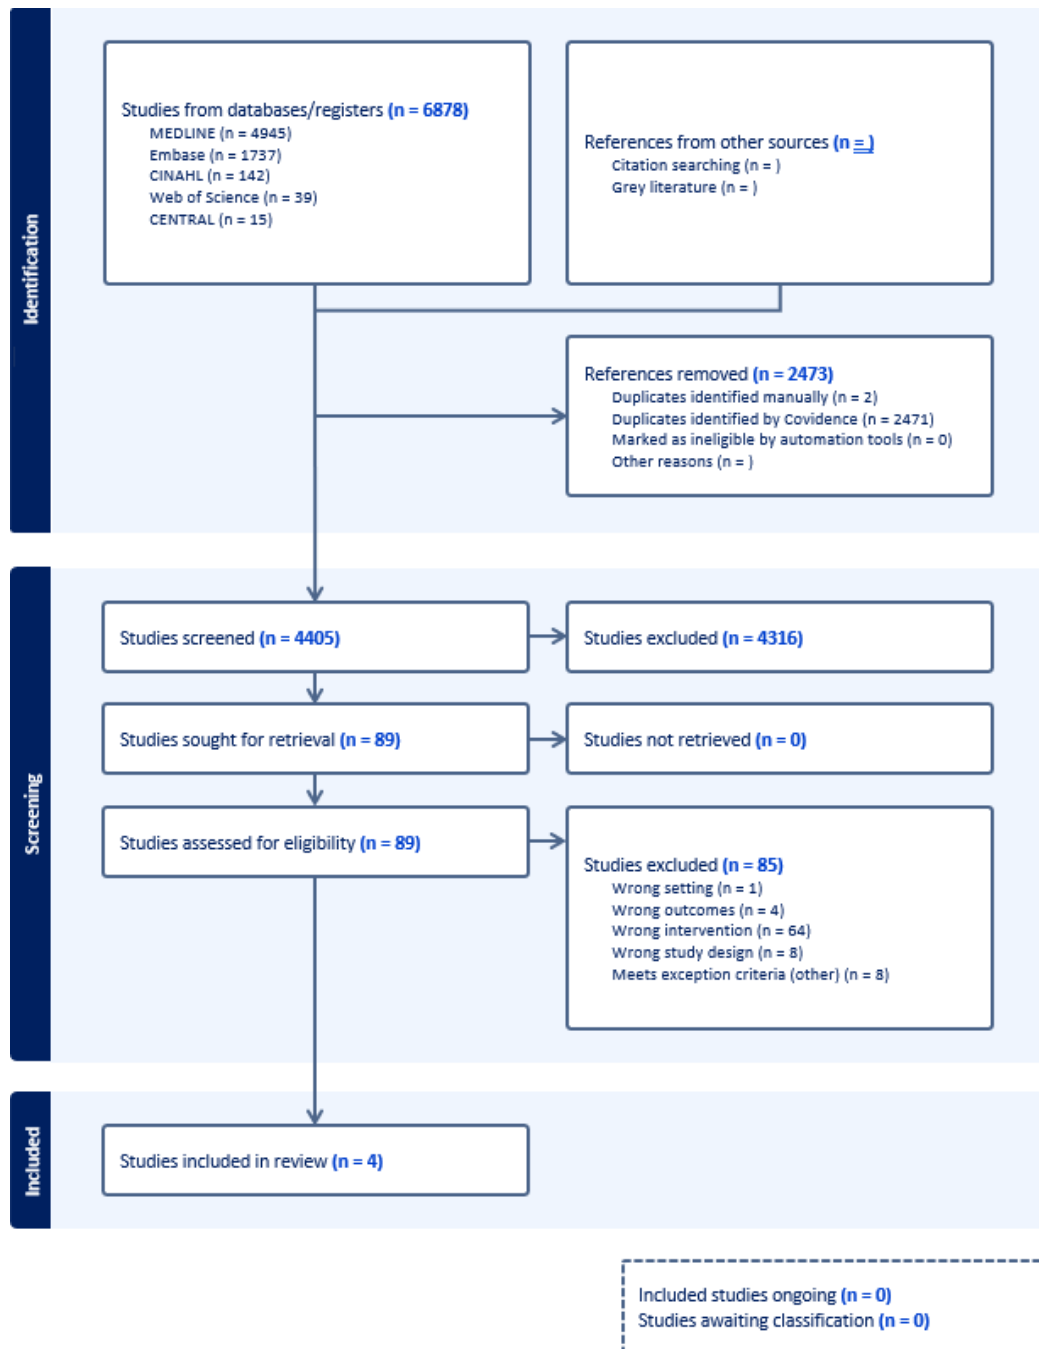 Identification
Studies from databases/registers (n = 6878)
MEDLINE (n = 4945)
Embase (n = 1737)
CINAHL (n = 142)
Web of Science (n = 39)
CENTRAL (n = 15)
References from other sources (n = )
Citation searching (n = )
Grey literature (n = )
References removed (n = 2473)
Duplicates identified manually (n = 2)
Duplicates identified by Covidence (n = 2471)
Marked as ineligible by automation tools (n = 0)
Other reasons (n = )
Screening
Studies screened (n = 4405)
Studies excluded (n = 4316)
Studies sought for retrieval (n = 89)
Studies not retrieved (n = 0)
Studies assessed for eligibility (n = 89)
Studies excluded (n = 85)
Wrong setting (n = 1)
Wrong outcomes (n = 4)
Wrong intervention (n = 64)
Wrong study design (n = 8)
Meets exception criteria (other) (n = 8)
Included
Studies included in review (n = 4)
Included studies ongoing (n = 0)
Studies awaiting classification (n = 0)